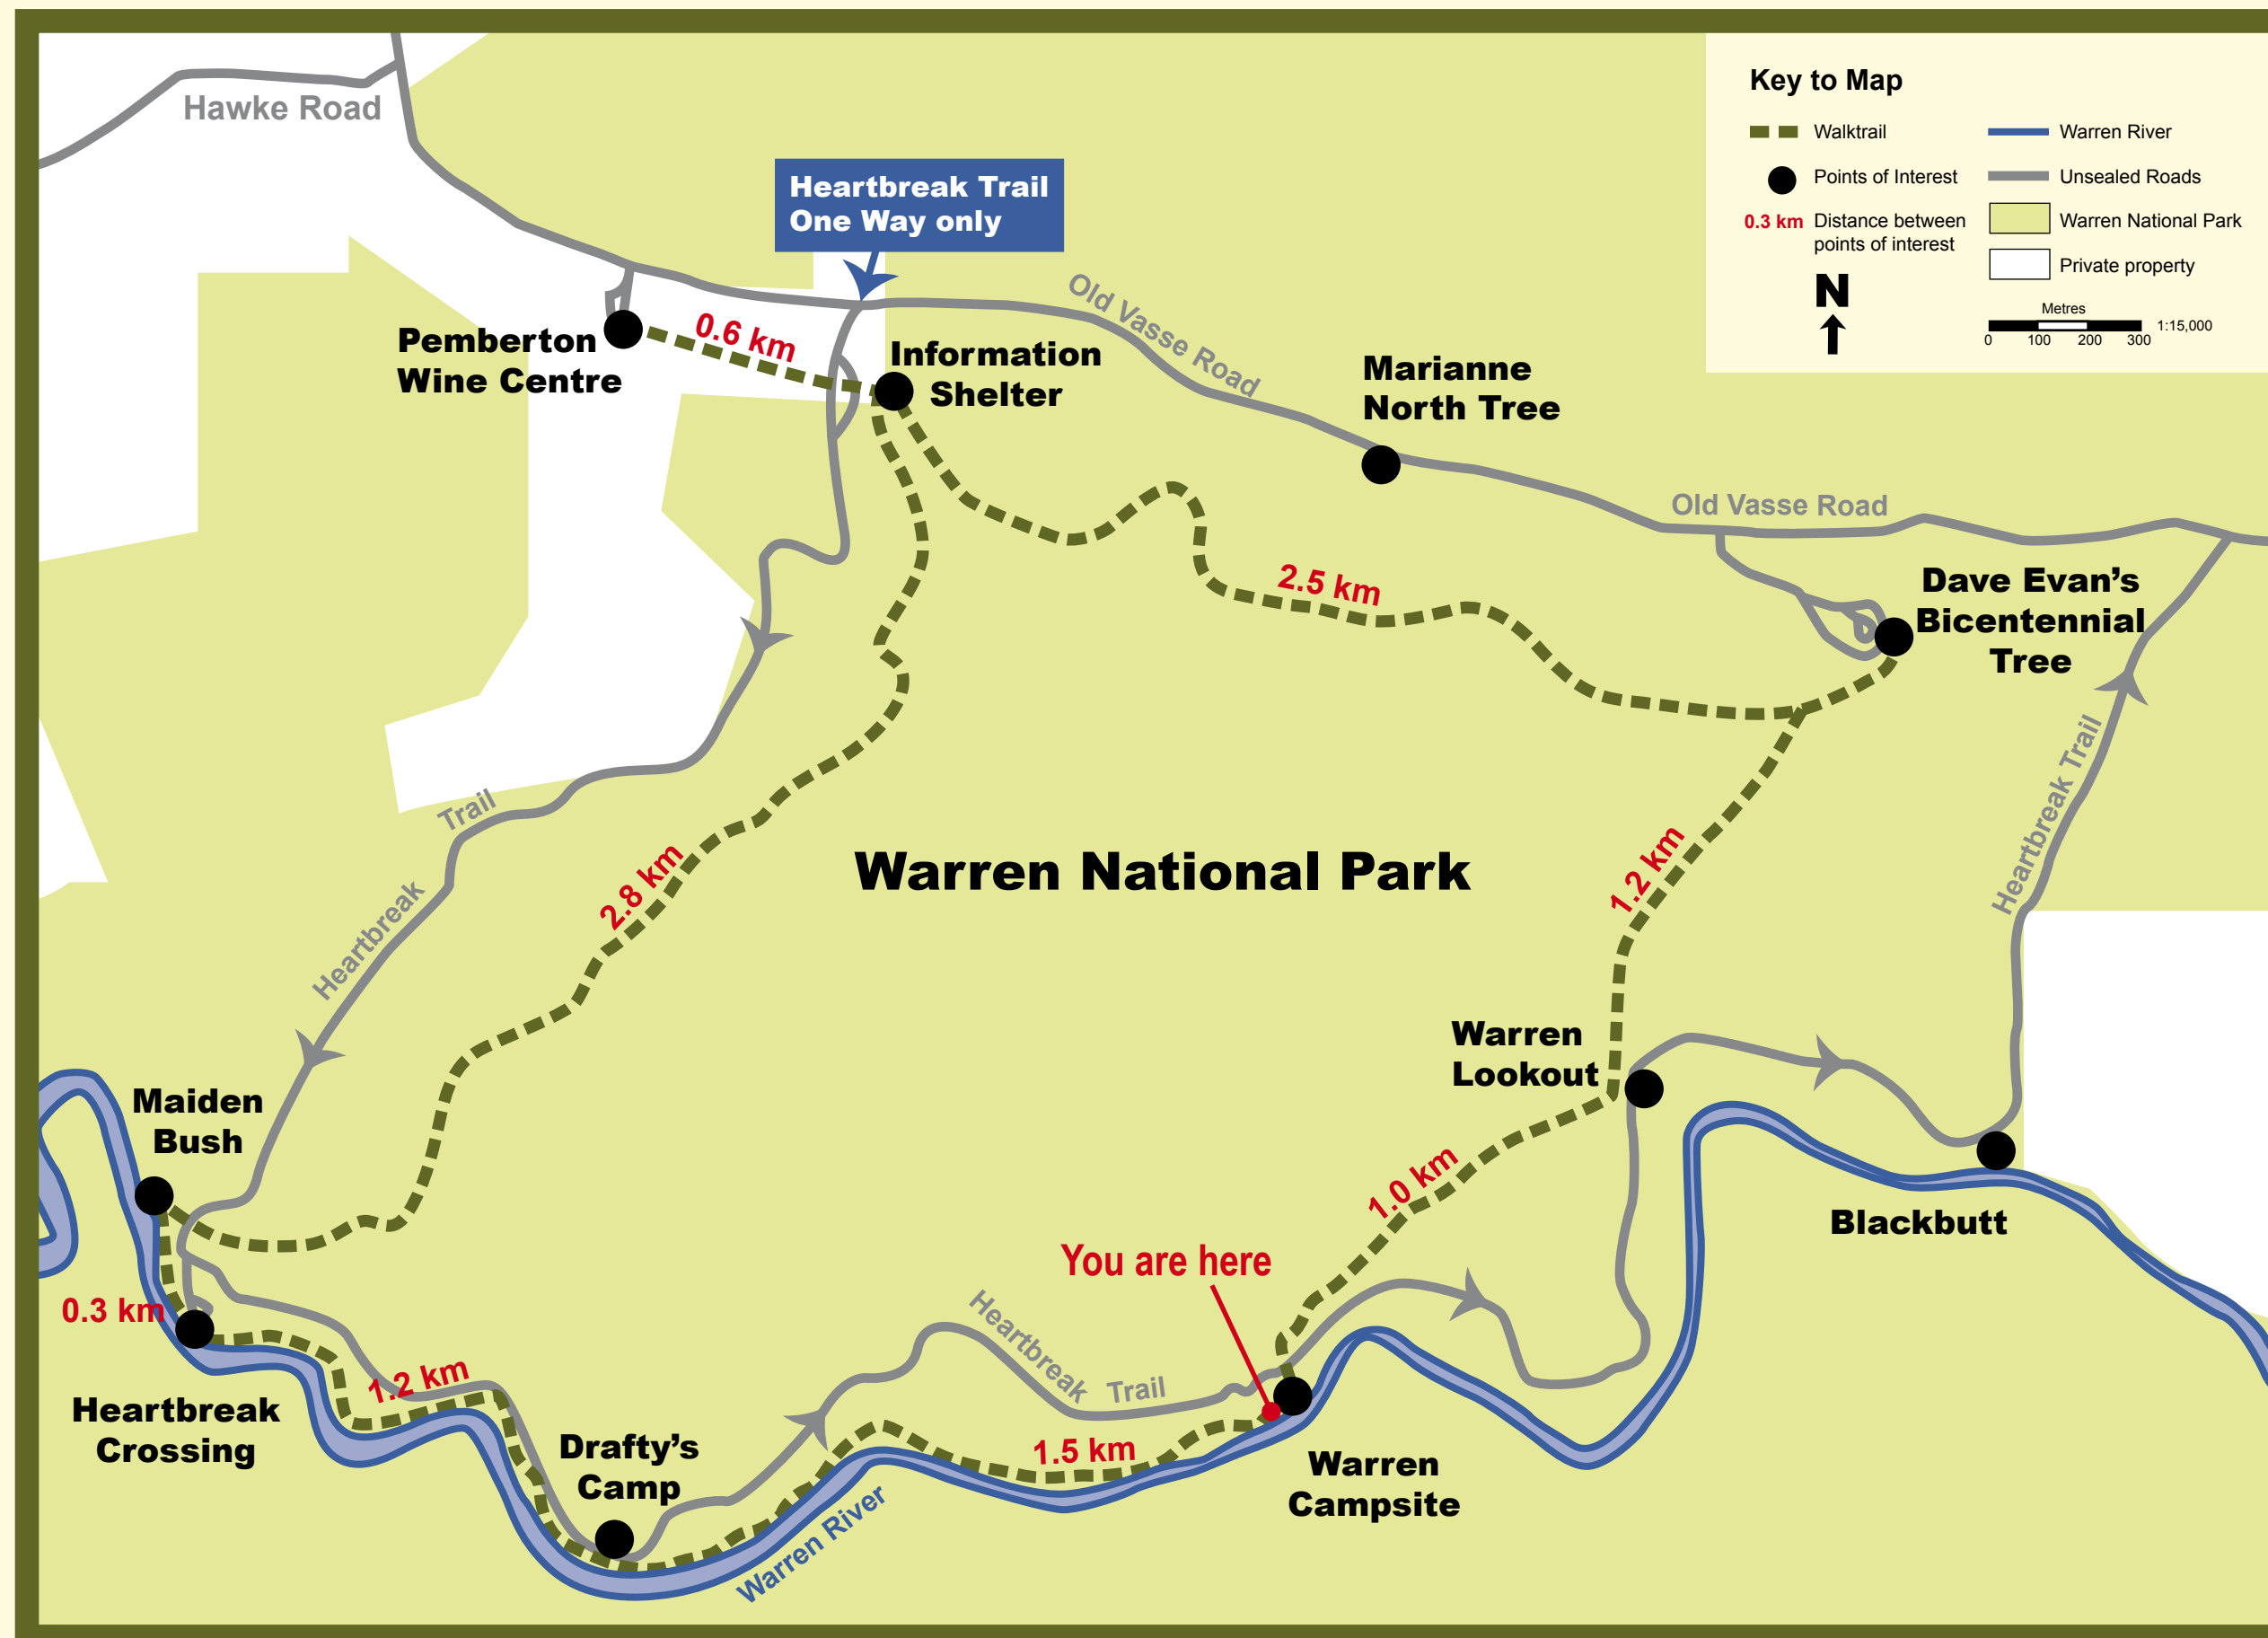 Hawke Road
Heartbreak Trail
One Way only
Key to Map
Walktrail
Points of Interest
0.3 km
Distance between
points of interest
N
Warren River
Unsealed Roads
Warren National Park
Private property
Metres
0 100 200 300
1:15,000
Pemberton
Wine Centre
0.6 km
Information
Shelter
Old Vasse Road
Marianne
North Tree
Old Vasse Road
2.5 km
Dave Evan’s
Bicentennial
Tree
Heartbreak Trail
Trail
Heartbreak
2.8 km
Warren National Park
1.2 km
Warren
Lookout
Maiden
Bush
1.0 km
Blackbutt
You are here
0.3 km
Heartbreak
Trail
1.2 km
Heartbreak
Crossing
Drafty’s
Camp
1.5 km
Warren
Campsite
Warren River